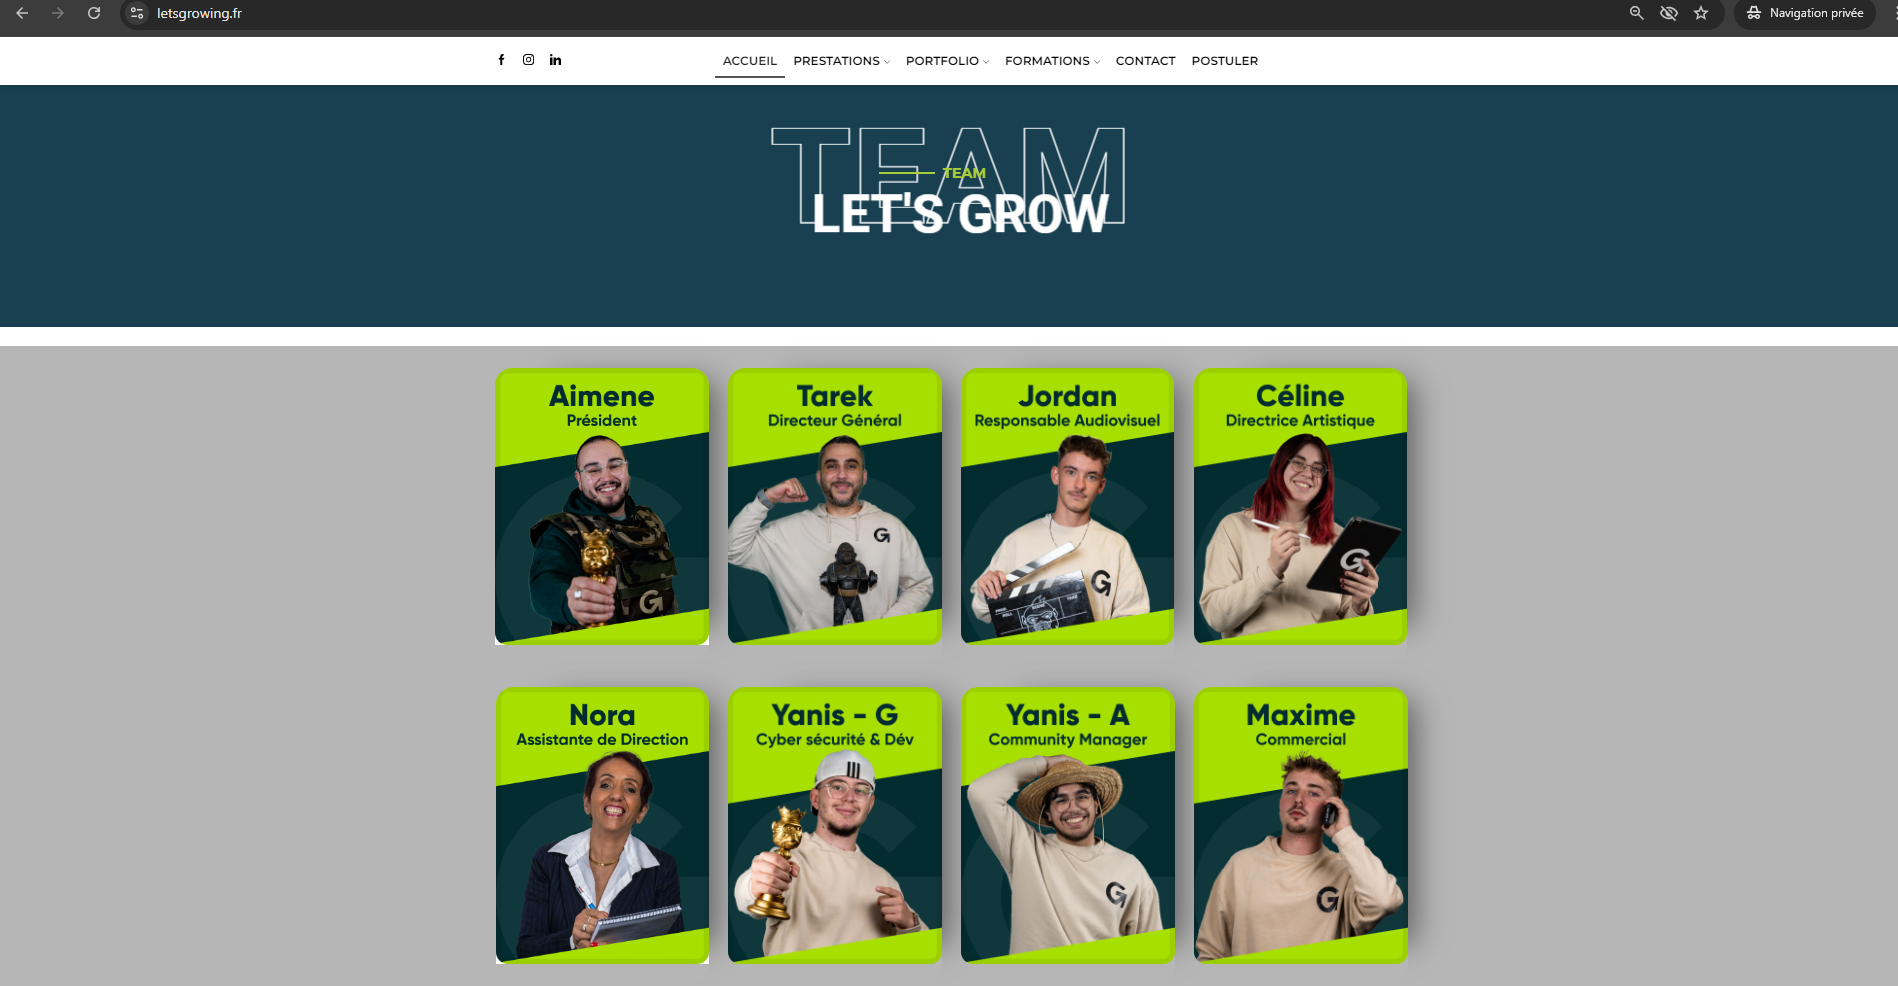 letsgrowing.fr
Navigation privée
ACCUEIL PRESTATIONS PORTFOLIO FORMATIONS CONTACT POSTULER
TEAM
TEAM
LET'S GROW
Aimene
Président
Tarek
Directeur Général
Jordan
Responsable Audiovisuel
Céline
Directrice Artistique
Nora
Assistante de Direction
Yanis - G
Cyber sécurité & Dév
Yanis - A
Community Manager
Maxime
Commercial